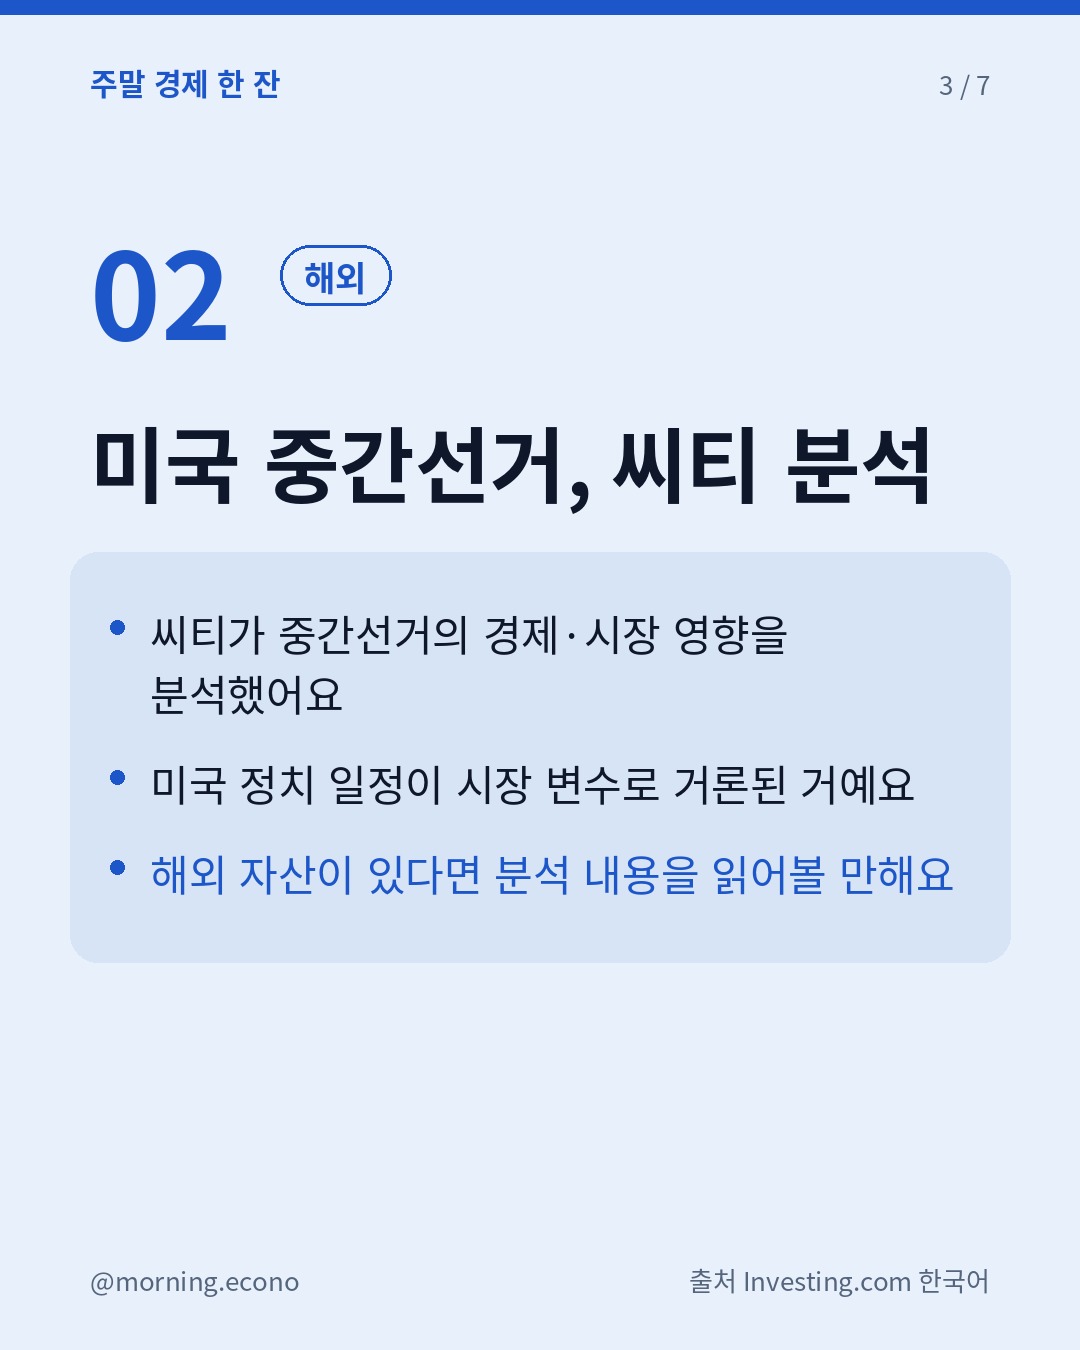 주말 경제 한 잔
3 / 7
02
해외
미국 중간선거, 씨티 분석
씨티가 중간선거의 경제·시장 영향을
분석했어요
미국 정치 일정이 시장 변수로 거론된 거예요
해외 자산이 있다면 분석 내용을 읽어볼 만해요
@morning.econo
출처 Investing.com 한국어